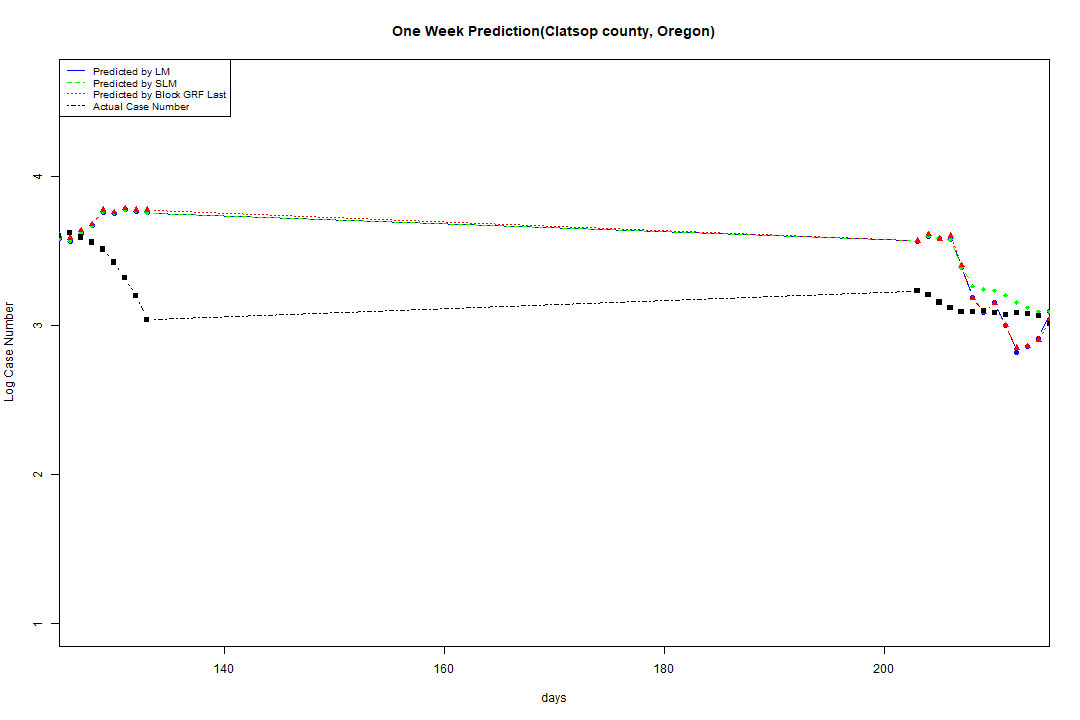 One Week Prediction(Clatsop county, Oregon)
Predicted by LM
Predicted by SLM
Predicted by Block GRF Last
Actual Case Number
4
3
2
1
Log Case Number
140
160
180
200
days